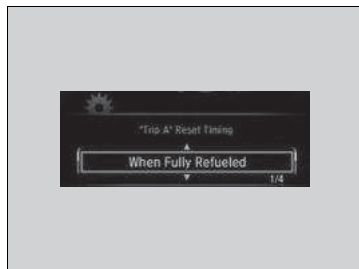 "Trip A" Reset Timing
When Fully Refueled
1/4